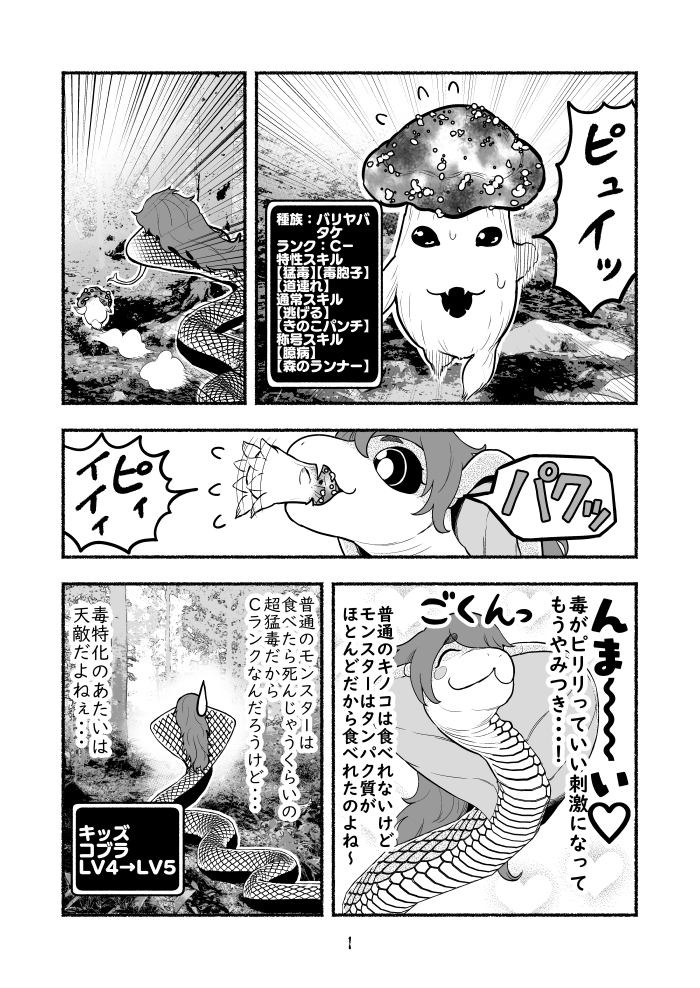 ピュイッ
種族：バリヤバ
タケ
ランク：C−
特性スキル
【猛毒】【毒胞子】
【道連れ】
通常スキル
【逃げる】
【きのこパンチ】
称号スキル
【臆病】
【森のランナー】
パクッ
ピィ
イイィ
んま〜〜〜い♡
毒がピリリっていい刺激になって
もうやみつき・・・！
ごくんっ
普通のキノコは食べれないけど
モンスターはタンパク質が
ほとんどだから食べれたのよね〜
普通のモンスターは
食べたら死んじゃうくらいの
超猛毒だから
Cランクなんだろうけど・・・
毒特化のあたいは
天敵だよねぇ・・・
キッズ
コブラ
LV4→LV5
1